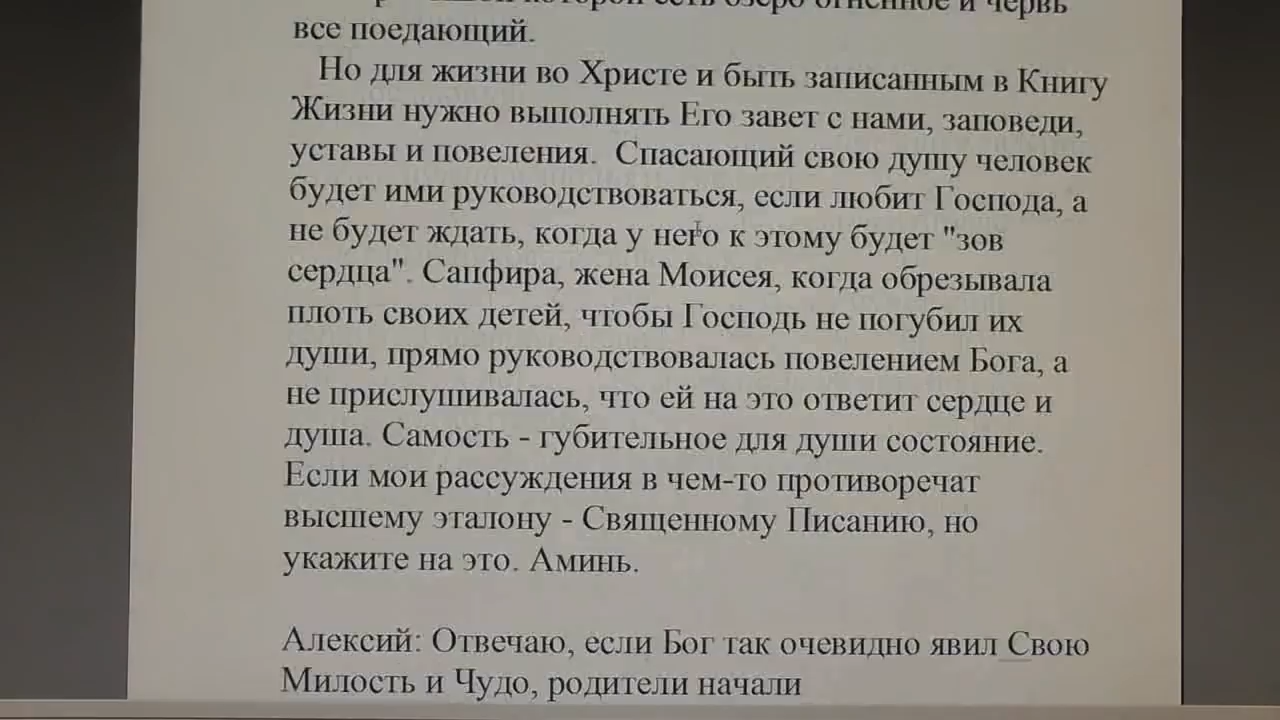 которой есть озеро огненное и червь
все поедающий.
Но для жизни во Христе и быть записанным в Книгу
Жизни нужно выполнять Его завет с нами, заповеди,
уставы и повеления. Спасающий свою душу человек
будет ими руководствоваться, если любит Господа, а
не будет ждать, когда у него к этому будет "зов
сердца". Сапфира, жена Моисея, когда обрезывала
плоть своих детей, чтобы Господь не погубил их
души, прямо руководствовалась повелением Бога, а
не прислушивалась, что ей на это ответит сердце и
душа. Самость - губительное для души состояние.
Если мои рассуждения в чем-то противоречат
высшему эталону - Священному Писанию, но
укажите на это. Аминь.
Алексий: Отвечаю, если Бог так очевидно явил Свою
Милость и Чудо, родители начали